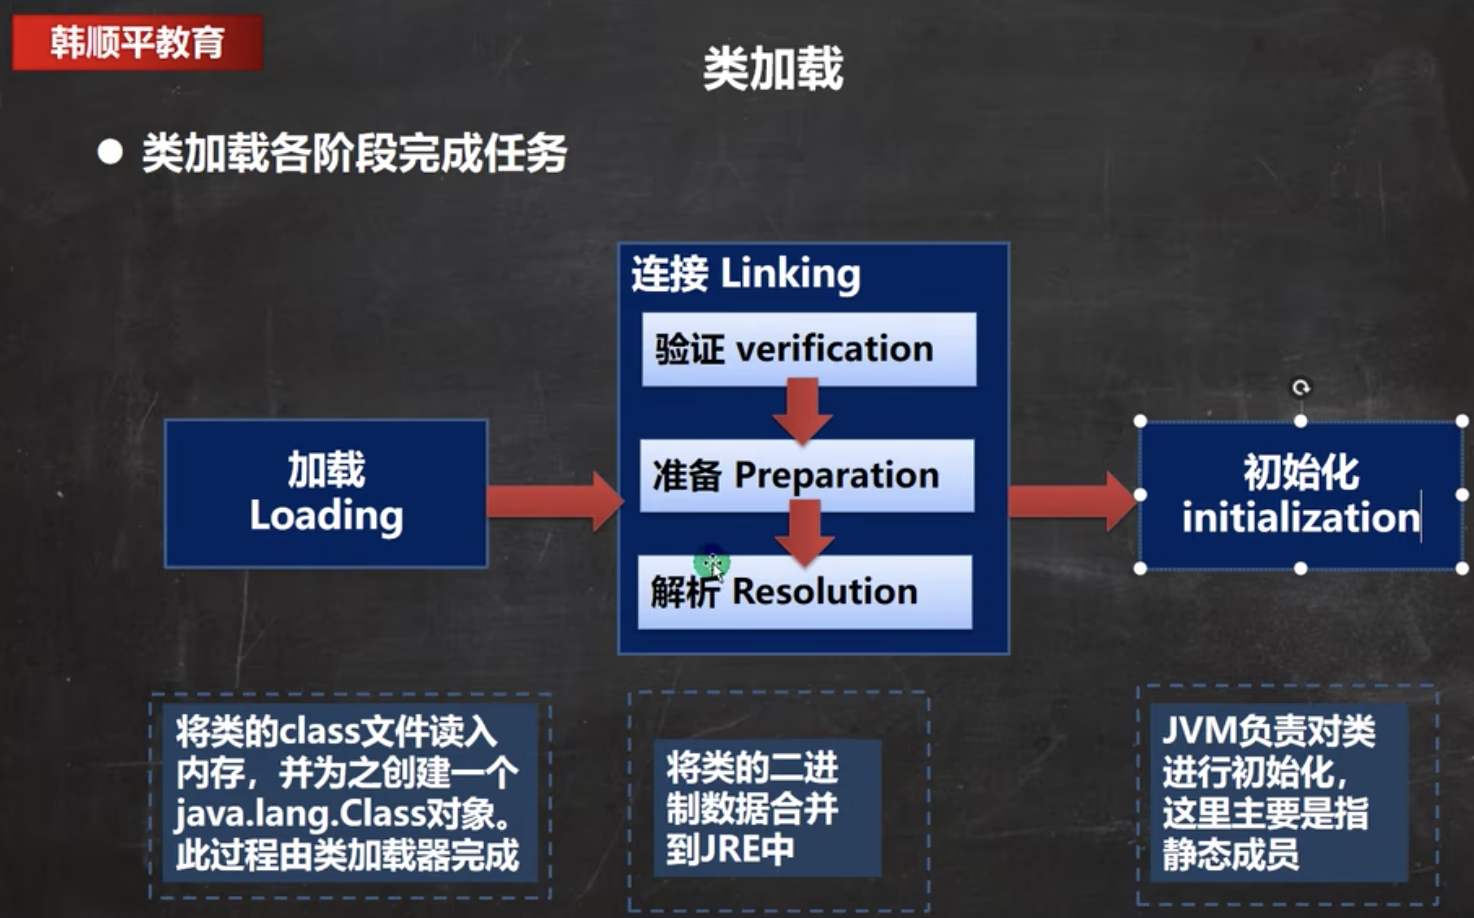 韩顺平教育
类加载
● 类加载各阶段完成任务
连接 Linking
验证 verification
准备 Preparation
解析 Resolution
加载
Loading
初始化
initialization
将类的class文件读入
内存，并为之创建一个
java.lang.Class对象。
此过程由类加载器完成
将类的二进
制数据合并
到JRE中
JVM负责对类
进行初始化，
这里主要是指
静态成员